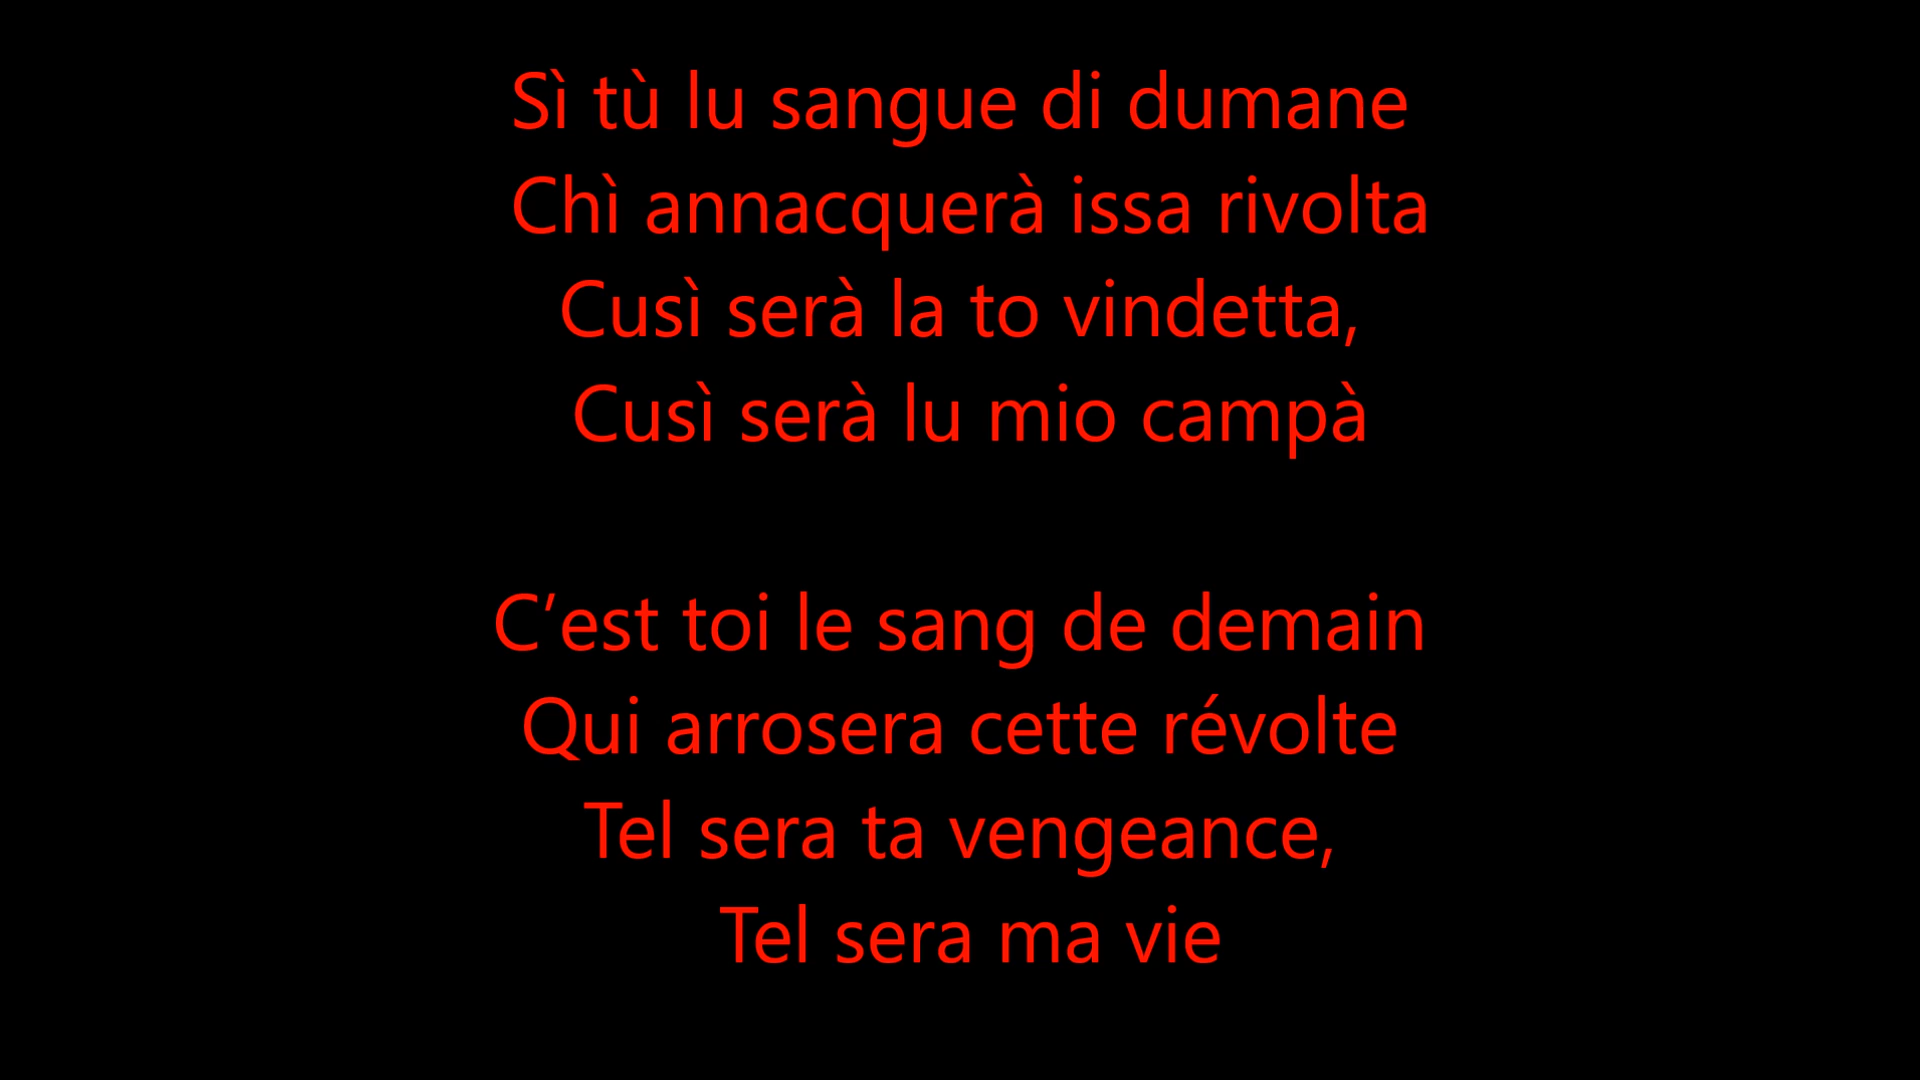 Sì tù lu sangue di dumane
Chì annacquerà issa rivolta
Cusì serà la to vindetta,
Cusì serà lu mio campà
C’est toi le sang de demain
Qui arrosera cette révolte
Tel sera ta vengeance,
Tel sera ma vie